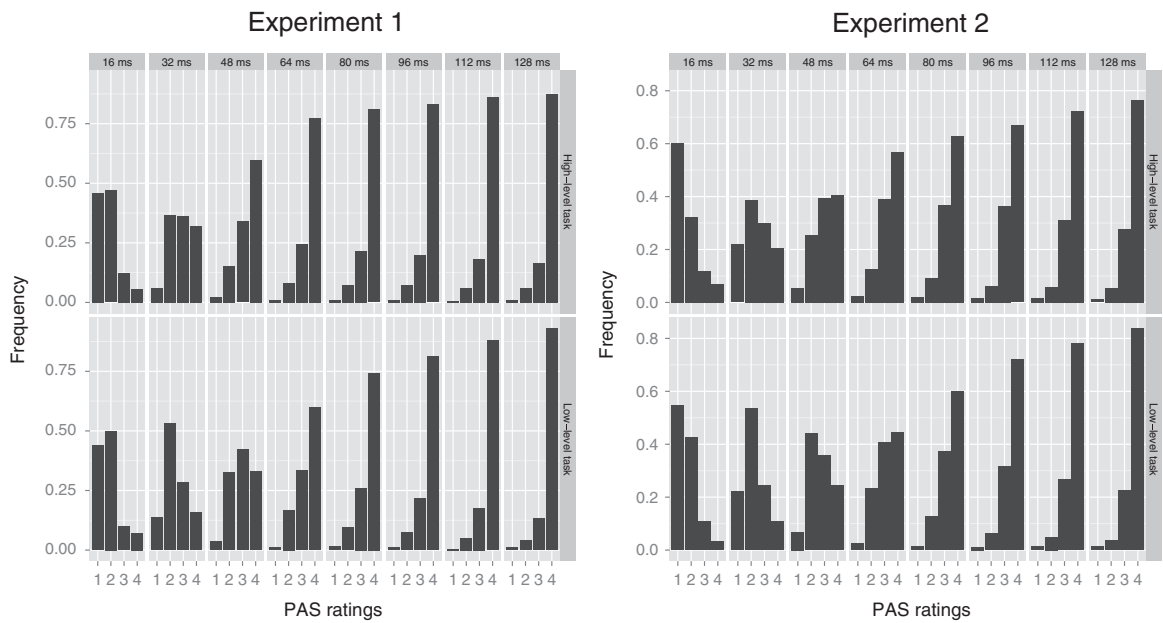 Experiment 1
16 ms 32 ms 48 ms 64 ms 80 ms 96 ms 112 ms 128 ms
0.75
0.50
0.25
0.00
High-level task
0.75
0.50
0.25
0.00
Low-level task
Frequency
1 2 3 4 1 2 3 4 1 2 3 4 1 2 3 4 1 2 3 4 1 2 3 4 1 2 3 4 1 2 3 4
PAS ratings
Experiment 2
16 ms 32 ms 48 ms 64 ms 80 ms 96 ms 112 ms 128 ms
0.8
0.6
0.4
0.2
0.0
High-level task
0.8
0.6
0.4
0.2
0.0
Low-level task
Frequency
1 2 3 4 1 2 3 4 1 2 3 4 1 2 3 4 1 2 3 4 1 2 3 4 1 2 3 4 1 2 3 4
PAS ratings